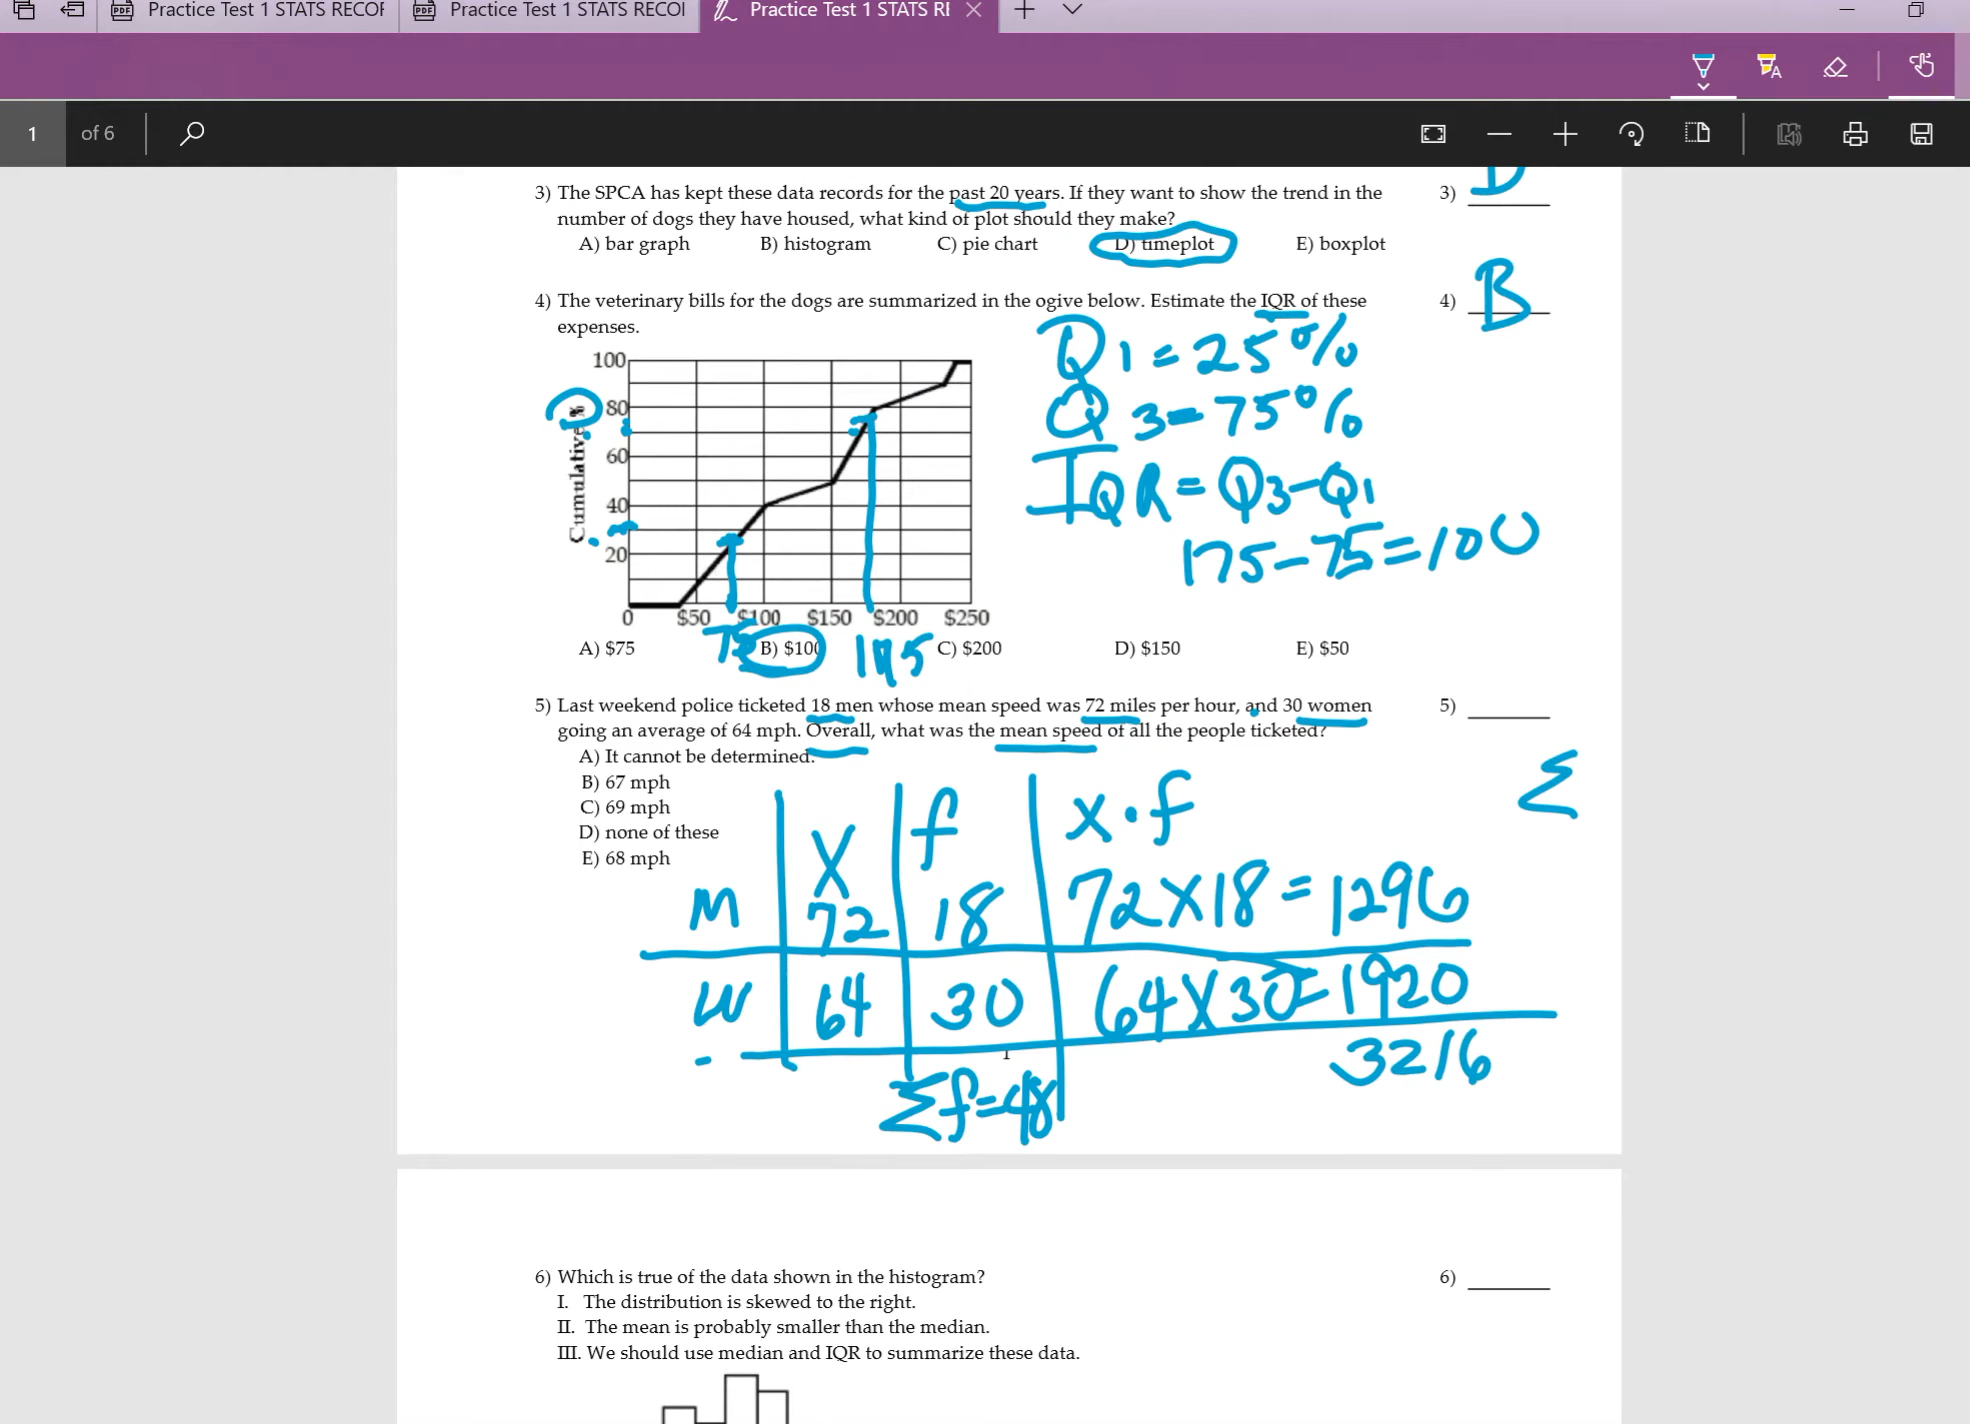 Practice Test 1 STATS RECOF
Practice Test 1 STATS RECOI
Practice Test 1 STATS RI
1 of 6
3) The SPCA has kept these data records for the past 20 years. If they want to show the trend in the
number of dogs they have housed, what kind of plot should they make?
3) D
A) bar graph B) histogram C) pie chart D) timeplot E) boxplot
4) The veterinary bills for the dogs are summarized in the ogive below. Estimate the IQR of these
expenses.
4) B
100
80
60
40
20
Cumulative %
0 $50 $100 $150 $200 $250
Q1 = 25%
Q3 = 75%
IQR = Q3-Q1
175-75=100
75 175
A) $75 B) $100 C) $200 D) $150 E) $50
5) Last weekend police ticketed 18 men whose mean speed was 72 miles per hour, and 30 women
going an average of 64 mph. Overall, what was the mean speed of all the people ticketed?
5)
A) It cannot be determined.
B) 67 mph
C) 69 mph
D) none of these
E) 68 mph
Σ
X f x·f
M 72 18 72X18=1296
W 64 30 64X30=1920
Σf=48 3216
6) Which is true of the data shown in the histogram?
6)
I. The distribution is skewed to the right.
II. The mean is probably smaller than the median.
III. We should use median and IQR to summarize these data.